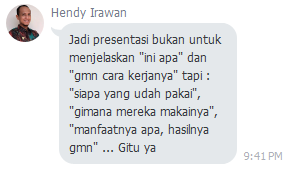 Hendy Irawan
Jadi presentasi bukan untuk
menjelaskan "ini apa" dan
"gmn cara kerjanya" tapi :
"siapa yang udah pakai",
"gimana mereka makainya",
"manfaatnya apa, hasilnya
gmn" ... Gitu ya
9:41 PM